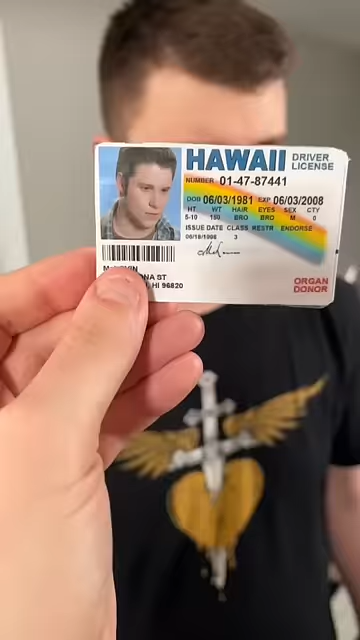 HAWAII DRIVER LICENSE
NUMBER 01-47-87441
DOB 06/03/1981 EXP 06/03/2008
HT WT HAIR EYES SEX CTY
5-10 150 BRO BRO M 0
ISSUE DATE CLASS RESTR ENDORSE
06/18/1998 3
ONA ST
HI 96820
ORGAN
DONOR